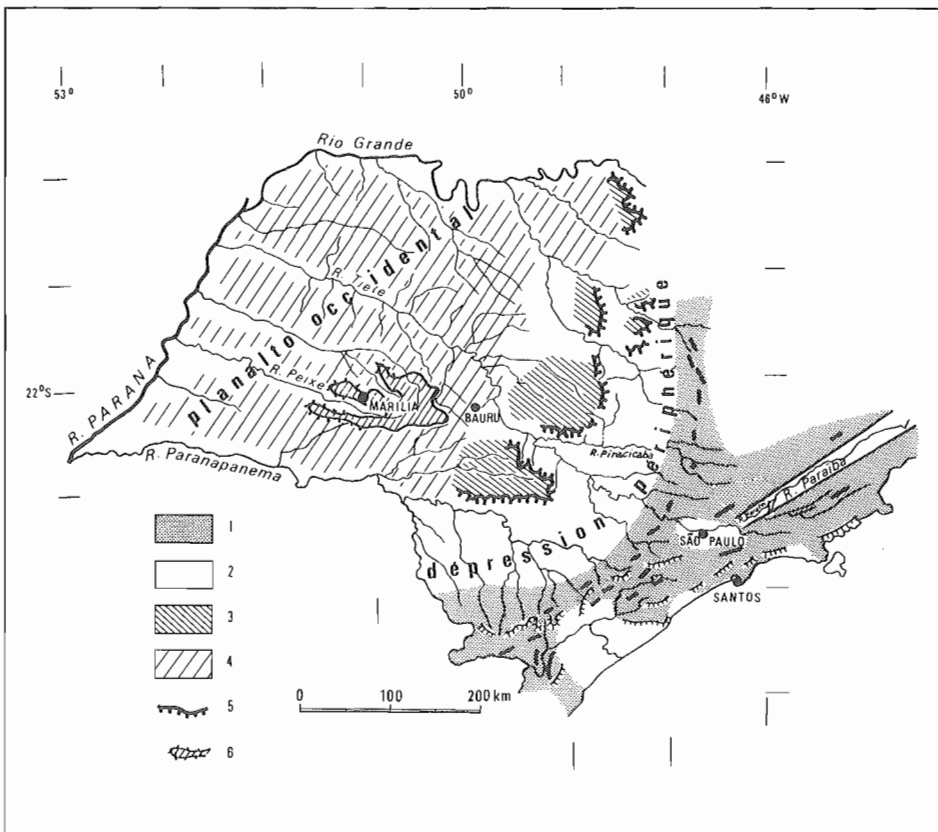 53°
50°
46° W
Rio Grande
R. PARANA
planalto occidental
R. Tiete
R. Peixe
MARILIA
BAURU
22°S
R. Paranapanema
R. Piracicaba
dépression périphérique
R. Paraiba
SÃO PAULO
SANTOS
1
2
3
4
5
6
0 100 200 km